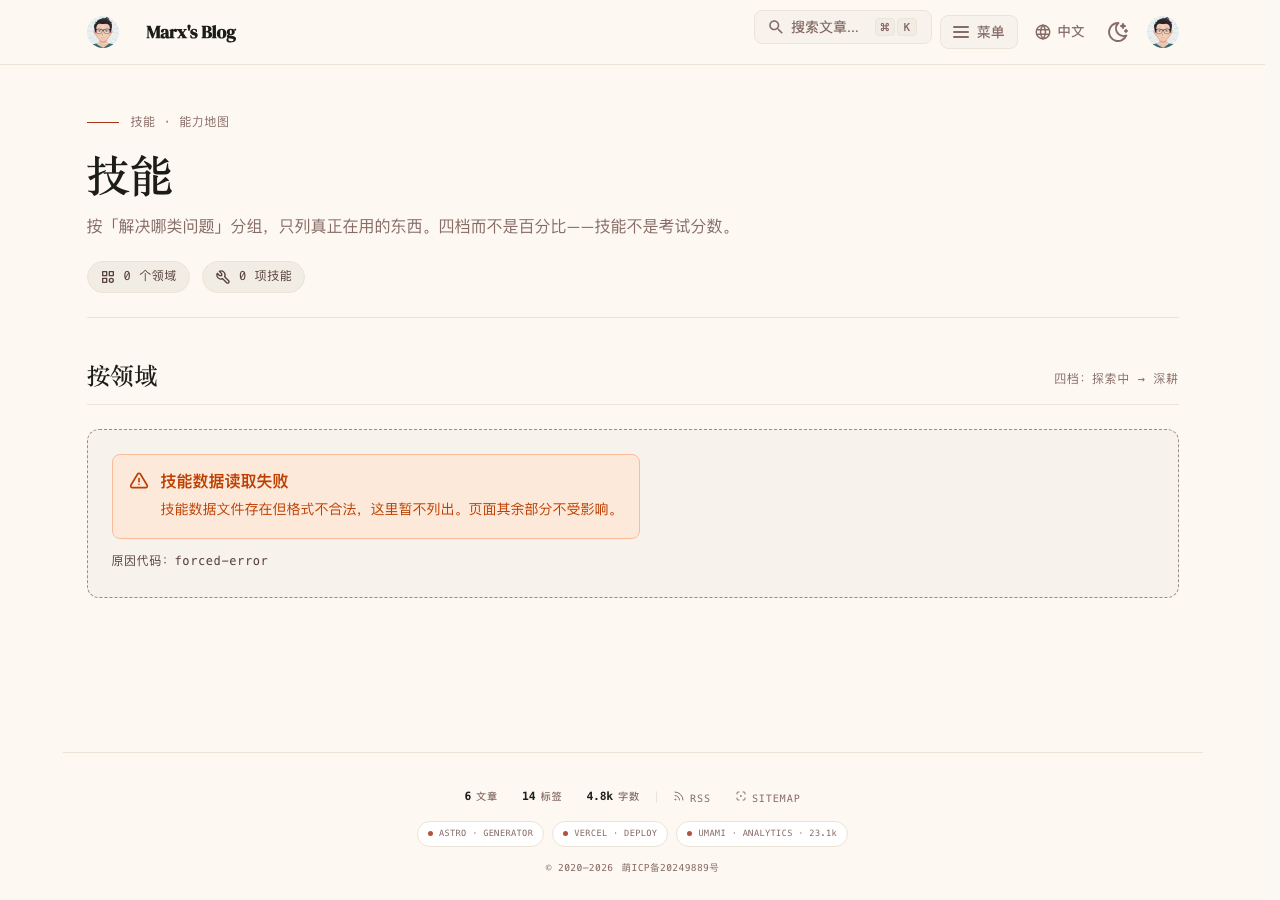 Marx's Blog
搜索文章... ⌘ K
菜单
中文
技能 · 能力地图
技能
按「解决哪类问题」分组，只列真正在用的东西。四档而不是百分比——技能不是考试分数。
0 个领域
0 项技能
按领域
四档：探索中 → 深耕
技能数据读取失败
技能数据文件存在但格式不合法，这里暂不列出。页面其余部分不受影响。
原因代码：forced-error
6 文章 14 标签 4.8k 字数 RSS SITEMAP
ASTRO · GENERATOR VERCEL · DEPLOY UMAMI · ANALYTICS · 23.1k
© 2020–2026 萌ICP备20249889号